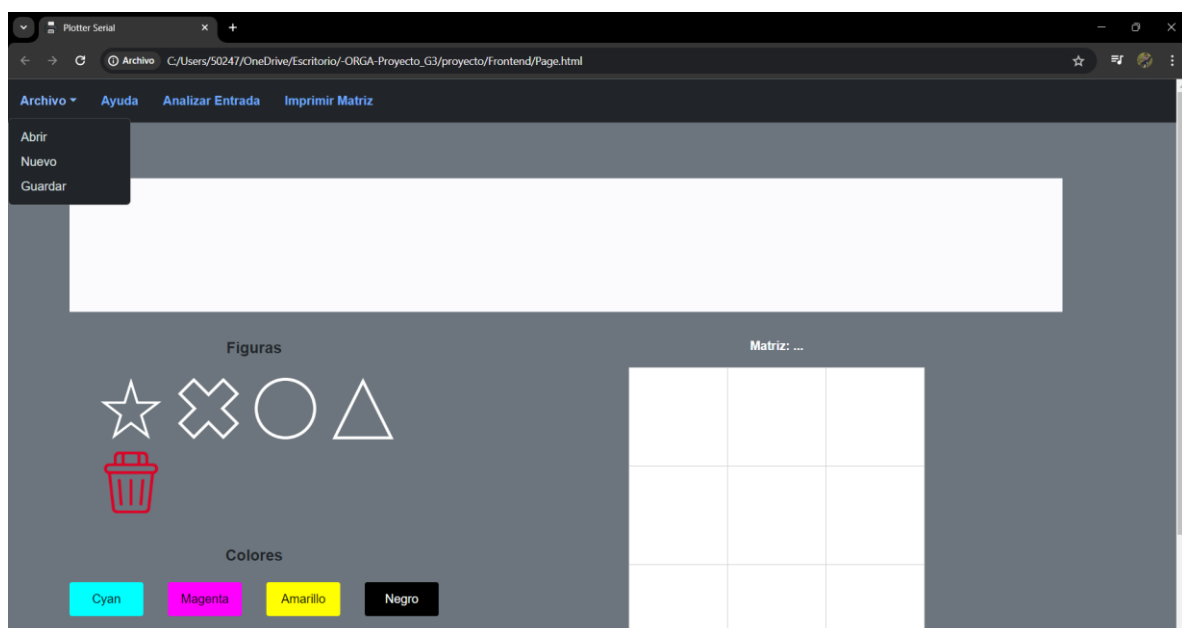 Plotter Serial
Archivo C:/Users/50247/OneDrive/Escritorio/-ORGA-Proyecto_G3/proyecto/Frontend/Page.html
Archivo Ayuda Analizar Entrada Imprimir Matriz
Abrir
Nuevo
Guardar
Figuras
Matriz: ...
Colores
Cyan Magenta Amarillo Negro